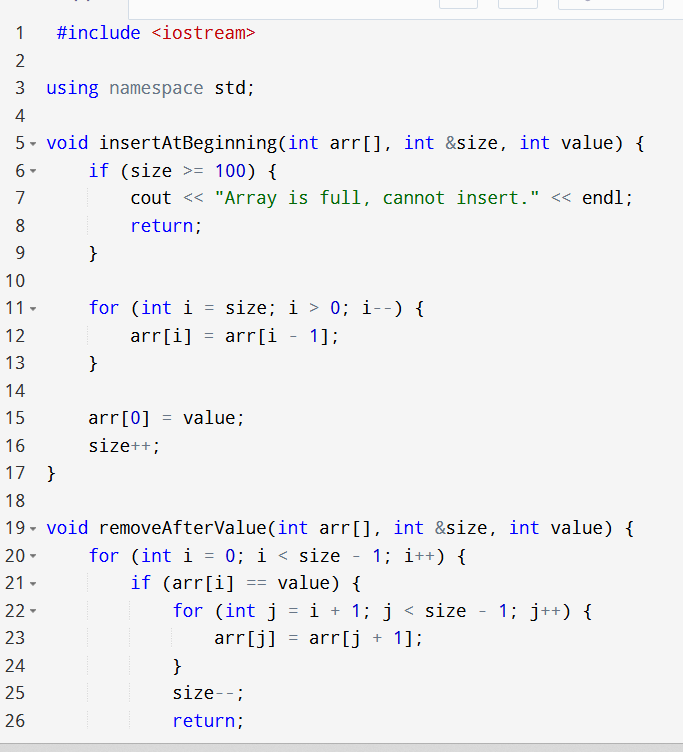 1 #include <iostream>
2
3 using namespace std;
4
5 void insertAtBeginning(int arr[], int &size, int value) {
6     if (size >= 100) {
7         cout << "Array is full, cannot insert." << endl;
8         return;
9     }
10
11     for (int i = size; i > 0; i--) {
12         arr[i] = arr[i - 1];
13     }
14
15     arr[0] = value;
16     size++;
17 }
18
19 void removeAfterValue(int arr[], int &size, int value) {
20     for (int i = 0; i < size - 1; i++) {
21         if (arr[i] == value) {
22             for (int j = i + 1; j < size - 1; j++) {
23                 arr[j] = arr[j + 1];
24             }
25             size--;
26             return;